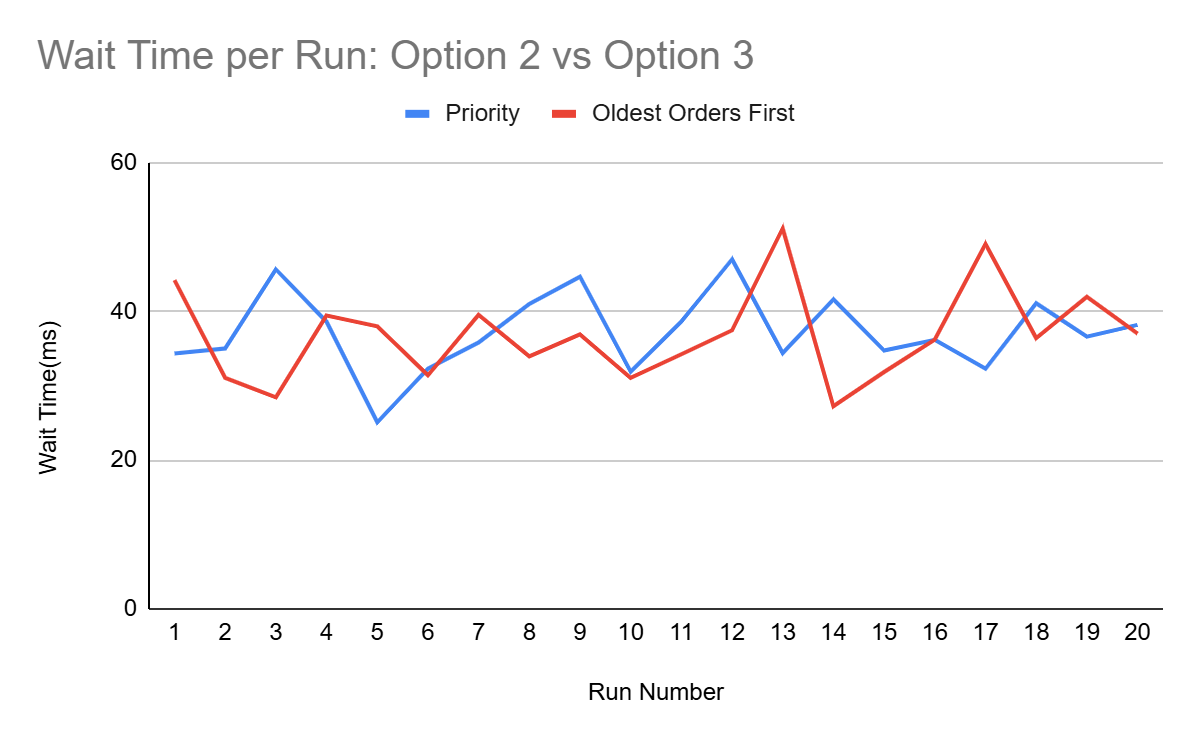 Wait Time per Run: Option 2 vs Option 3
Priority
Oldest Orders First
60
40
20
0
Wait Time(ms)
1 2 3 4 5 6 7 8 9 10 11 12 13 14 15 16 17 18 19 20
Run Number